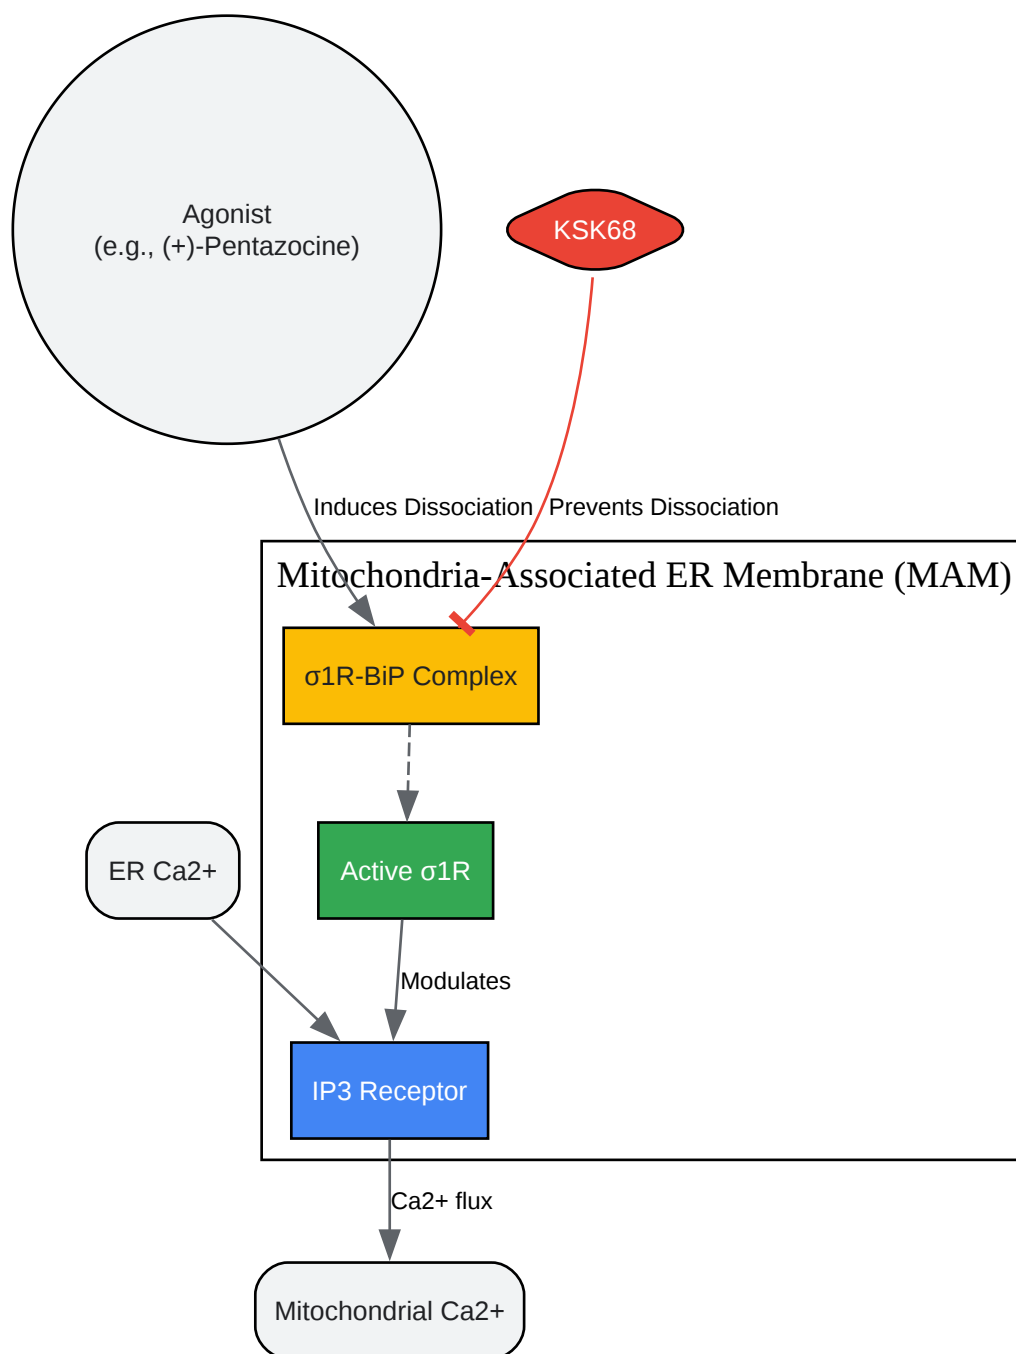 Agonist
(e.g., (+)-Pentazocine)
KSK68
Induces Dissociation
Prevents Dissociation
Mitochondria-Associated ER Membrane (MAM)
σ1R-BiP Complex
ER Ca2+
Active σ1R
Modulates
IP3 Receptor
Ca2+ flux
Mitochondrial Ca2+